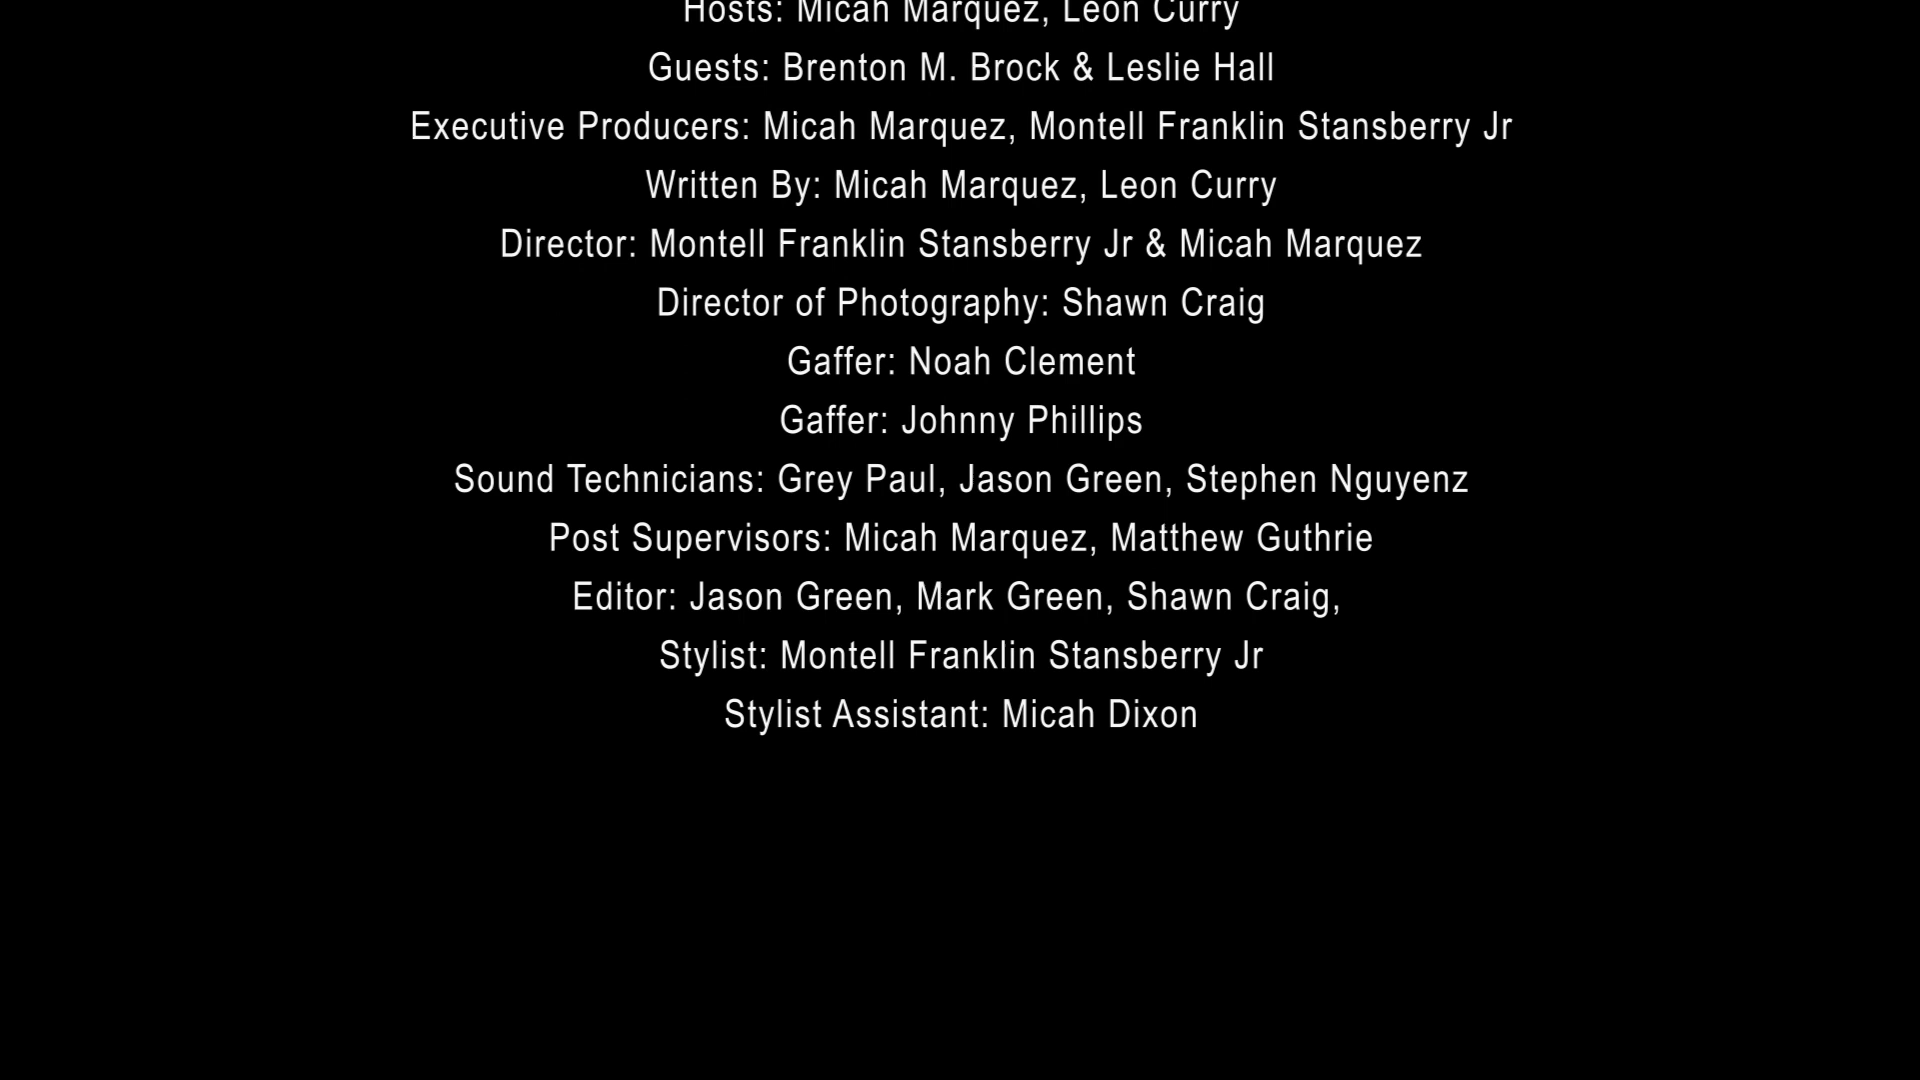 Hosts: Micah Marquez, Leon Curry
Guests: Brenton M. Brock & Leslie Hall
Executive Producers: Micah Marquez, Montell Franklin Stansberry Jr
Written By: Micah Marquez, Leon Curry
Director: Montell Franklin Stansberry Jr & Micah Marquez
Director of Photography: Shawn Craig
Gaffer: Noah Clement
Gaffer: Johnny Phillips
Sound Technicians: Grey Paul, Jason Green, Stephen Nguyenz
Post Supervisors: Micah Marquez, Matthew Guthrie
Editor: Jason Green, Mark Green, Shawn Craig,
Stylist: Montell Franklin Stansberry Jr
Stylist Assistant: Micah Dixon